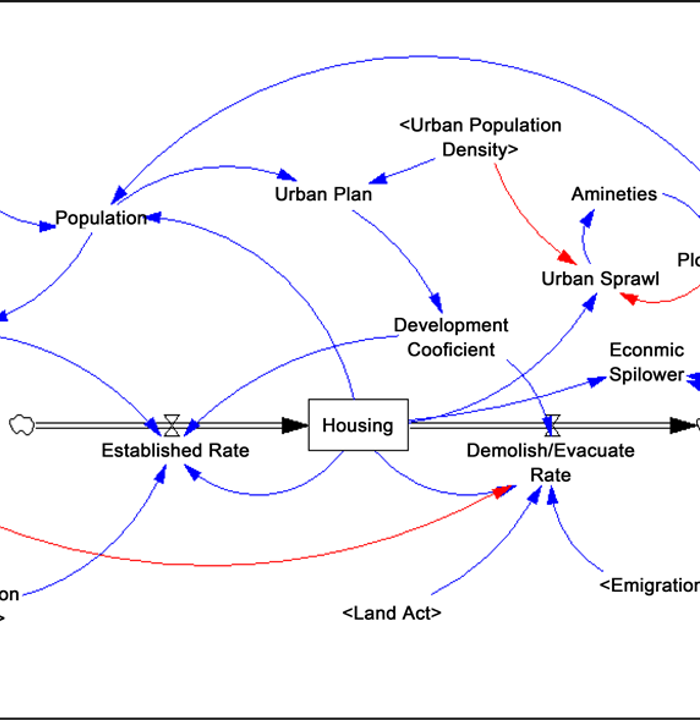 <Urban Population
Density>
Urban Plan
Amineties
Population
Plo
Urban Sprawl
Development
Cooficient
Econmic
Spilower
Housing
Established Rate
Demolish/Evacuate
Rate
on
>
<Land Act>
<Emigration